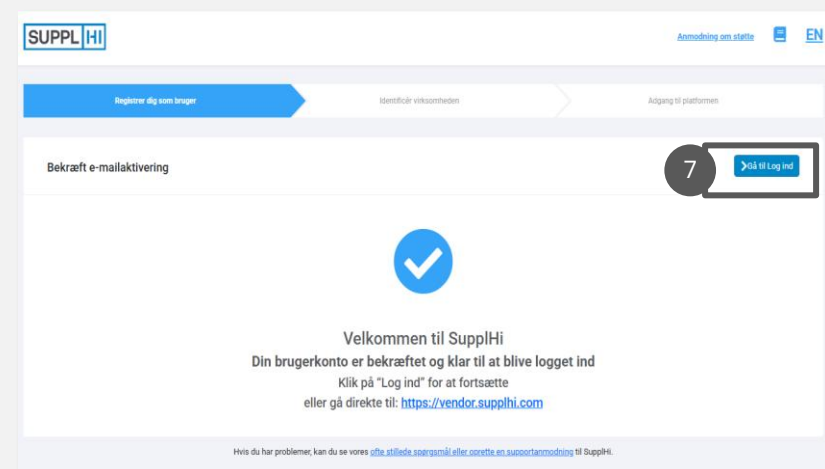 SUPPLHI
Anmodning om støtte
EN
Registrer dig som bruger
Identificér virksomheden
Adgang til platformen
Bekræft e-mailaktivering
7
Gå til Log ind
Velkommen til SupplHi
Din brugerkonto er bekræftet og klar til at blive logget ind
Klik på "Log ind" for at fortsætte
eller gå direkte til: https://vendor.supplhi.com
Hvis du har problemer, kan du se vores ofte stillede spørgsmål eller oprette en supportanmodning til SupplHi.